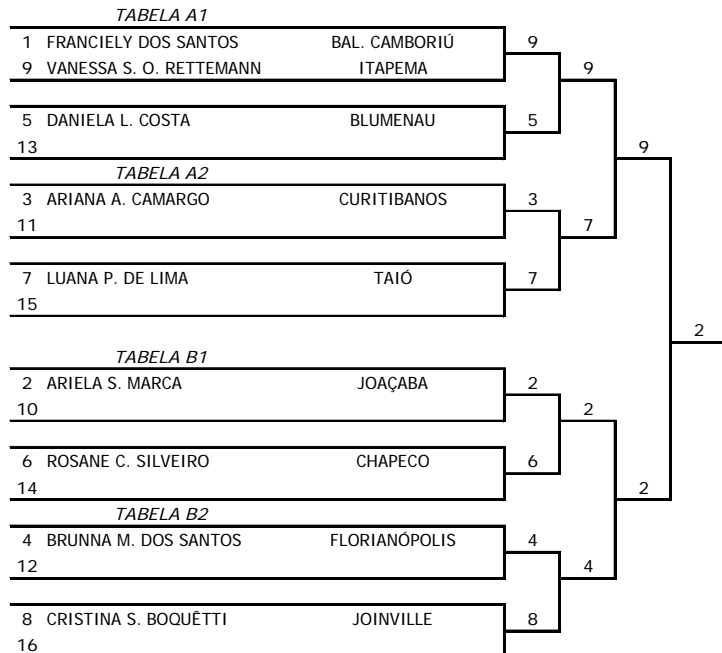 TABELA A1
1 FRANCIELY DOS SANTOS BAL. CAMBORIÚ 9
9 VANESSA S. O. RETTEMANN ITAPEMA 9
5 DANIELA L. COSTA BLUMENAU 5
13 9
TABELA A2
3 ARIANA A. CAMARGO CURITIBANOS 3
11 7
7 LUANA P. DE LIMA TAIÓ 7
15
2
TABELA B1
2 ARIELA S. MARCA JOAÇABA 2
10 2
6 ROSANE C. SILVEIRO CHAPECO 6
14 2
TABELA B2
4 BRUNNA M. DOS SANTOS FLORIANÓPOLIS 4
12 4
8 CRISTINA S. BOQUÊTTI JOINVILLE 8
16